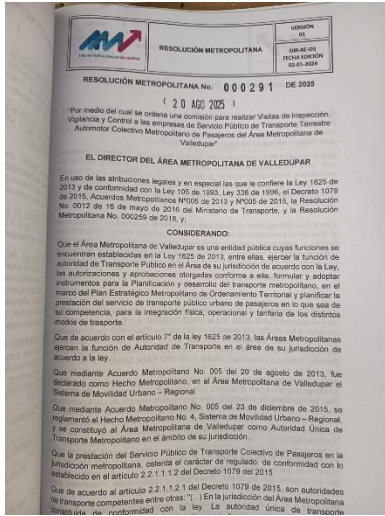 AMV
RESOLUCIÓN METROPOLITANA
VERSIÓN
01
DIR-RE-05
FECHA EDICIÓN
02-01-2024
RESOLUCIÓN METROPOLITANA No. 000291 DE 2025
( 20 AGO 2025 )
"Por medio del cual se ordena una comisión para realizar Visitas de Inspección,
Vigilancia y Control a las empresas de Servicio Público de Transporte Terrestre
Automotor Colectivo Metropolitano de Pasajeros del Área Metropolitana de
Valledupar"
EL DIRECTOR DEL ÁREA METROPOLITANA DE VALLEDUPAR
En uso de las atribuciones legales y en especial las que le confiere la Ley 1625 de
2013 y de conformidad con la Ley 105 de 1993, Ley 336 de 1996, el Decreto 1079
de 2015, Acuerdos Metropolitanos N°005 de 2013 y N°005 de 2015, la Resolución
No. 0012 de 16 de mayo de 2016 del Ministerio de Transporte, y la Resolución
Metropolitana No. 000259 de 2018, y;
CONSIDERANDO:
Que el Área Metropolitana de Valledupar es una entidad pública cuyas funciones se
encuentran establecidas en la Ley 1625 de 2013, entre ellas, ejercer la función de
autoridad de Transporte Público en el Área de su jurisdicción de acuerdo con la Ley,
las autorizaciones y aprobaciones otorgadas conforme a ella, formular y adoptar
instrumentos para la Planificación y desarrollo del transporte metropolitano, en el
marco del Plan Estratégico Metropolitano de Ordenamiento Territorial y planificar la
prestación del servicio de transporte público urbano de pasajeros en lo que sea de
su competencia, para la integración física, operacional y tarifaria de los distintos
modos de trasporte.
Que de acuerdo con el artículo 7° de la ley 1625 de 2013, las Áreas Metropolitanas
ejercen la función de Autoridad de Transporte en el área de su jurisdicción de
acuerdo a la ley.
Que mediante Acuerdo Metropolitano No. 005 del 20 de agosto de 2013, fue
declarado como Hecho Metropolitano, en el Área Metropolitana de Valledupar el
Sistema de Movilidad Urbano – Regional.
Que mediante Acuerdo Metropolitano No. 005 del 23 de diciembre de 2015, se
reglamentó el Hecho Metropolitano No. 4, Sistema de Movilidad Urbano – Regional,
y se constituyó al Área Metropolitana de Valledupar como Autoridad Única de
Transporte Metropolitano en el ámbito de su jurisdicción.
Que la prestación del Servicio Público de Transporte Colectivo de Pasajeros en la
jurisdicción metropolitana, ostenta el carácter de regulado, de conformidad con lo
establecido en el artículo 2.2.1.1.1.2 del Decreto 1079 del 2015.
Que de acuerdo al artículo 2.2.1.1.2.1 del Decreto 1079 de 2015, son autoridades
de transporte competentes entre otras: "(...) En la jurisdicción del Área Metropolitana
constituida de conformidad con la ley. La autoridad única de transporte